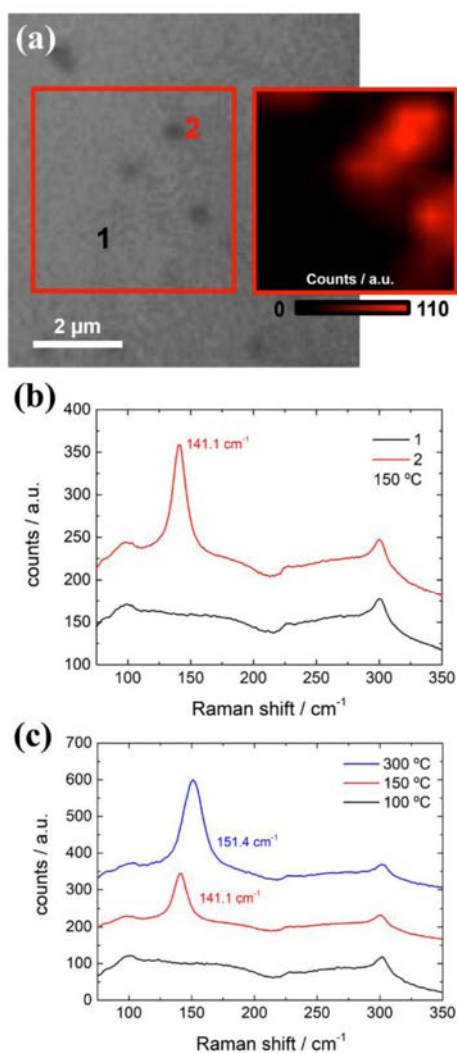 (a)
2
1
Counts / a.u.
0 110
2 µm
(b)
400
350
300
250
200
150
100
counts / a.u.
141.1 cm⁻¹
1
2
150 ºC
100 150 200 250 300 350
Raman shift / cm⁻¹
(c)
700
600
500
400
300
200
100
0
counts / a.u.
300 ºC
150 ºC
100 ºC
151.4 cm⁻¹
141.1 cm⁻¹
100 150 200 250 300 350
Raman shift / cm⁻¹